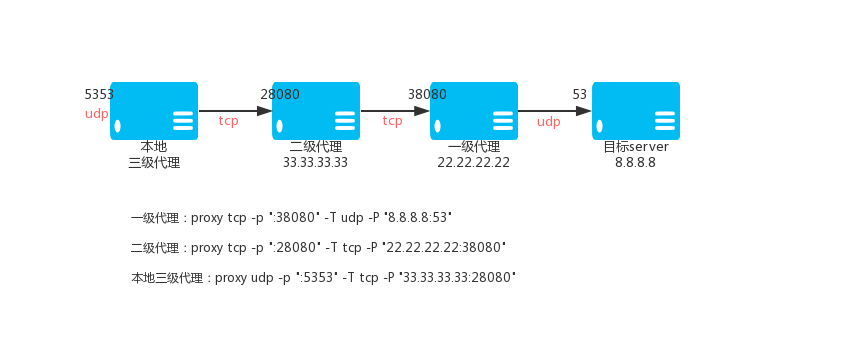 5353
28080
38080
53
udp
tcp
tcp
udp
本地
三级代理
二级代理
33.33.33.33
一级代理
22.22.22.22
目标server
8.8.8.8
一级代理：proxy tcp -p ":38080" -T udp -P "8.8.8.8:53"
二级代理：proxy tcp -p ":28080" -T tcp -P "22.22.22.22:38080"
本地三级代理：proxy udp -p ":5353" -T tcp -P "33.33.33.33:28080"